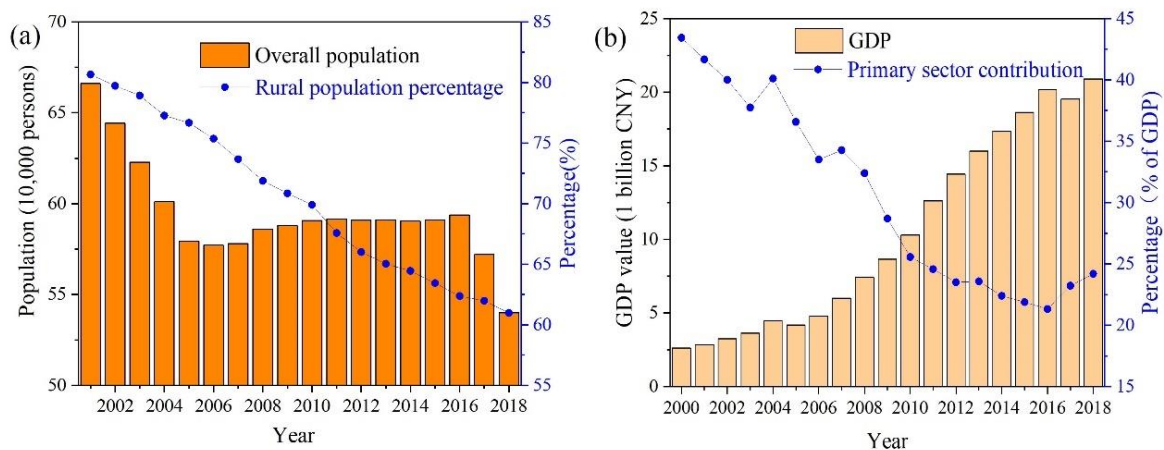 (a)
Overall population
Rural population percentage
Population (10,000 persons)
70
65
60
55
50
85
80
75
70
65
60
55
Percentage(%)
2002 2004 2006 2008 2010 2012 2014 2016 2018
Year
(b)
GDP
Primary sector contribution
GDP value (1 billion CNY)
25
20
15
10
5
0
45
40
35
30
25
20
15
Percentage ( % of GDP)
2000 2002 2004 2006 2008 2010 2012 2014 2016 2018
Year